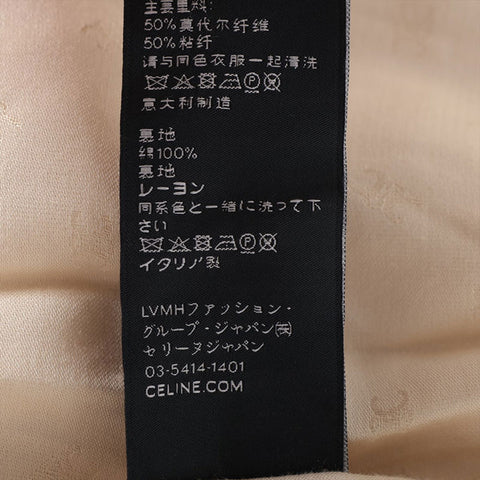 主要里料:
50%莫代尔纤维
50%粘纤
请与同色衣服一起清洗
意大利制造
裏地
綿100%
裏地
レーヨン
同系色と一緒に洗って下
さい
イタリア製
LVMHファッション・
グループ・ジャパン㈱
セリーヌジャパン
03-5414-1401
CELINE.COM